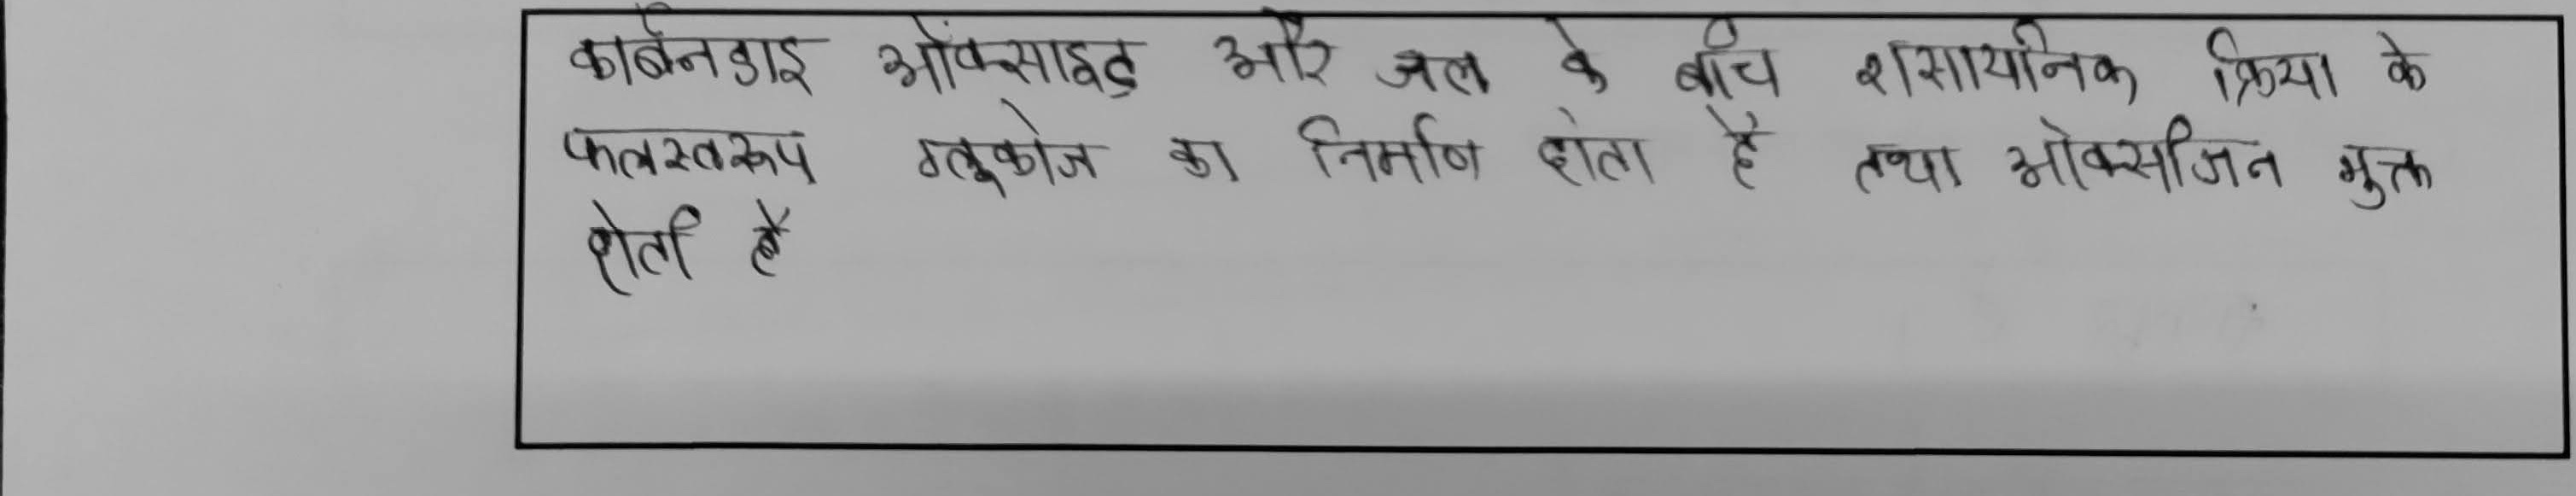 कार्बनडाइ ऑक्साइड और जल के बीच रासायनिक क्रिया के
फलस्वरूप ग्लूकोज का निर्माण होता है तथा ऑक्सीजन मुक्त
होती है